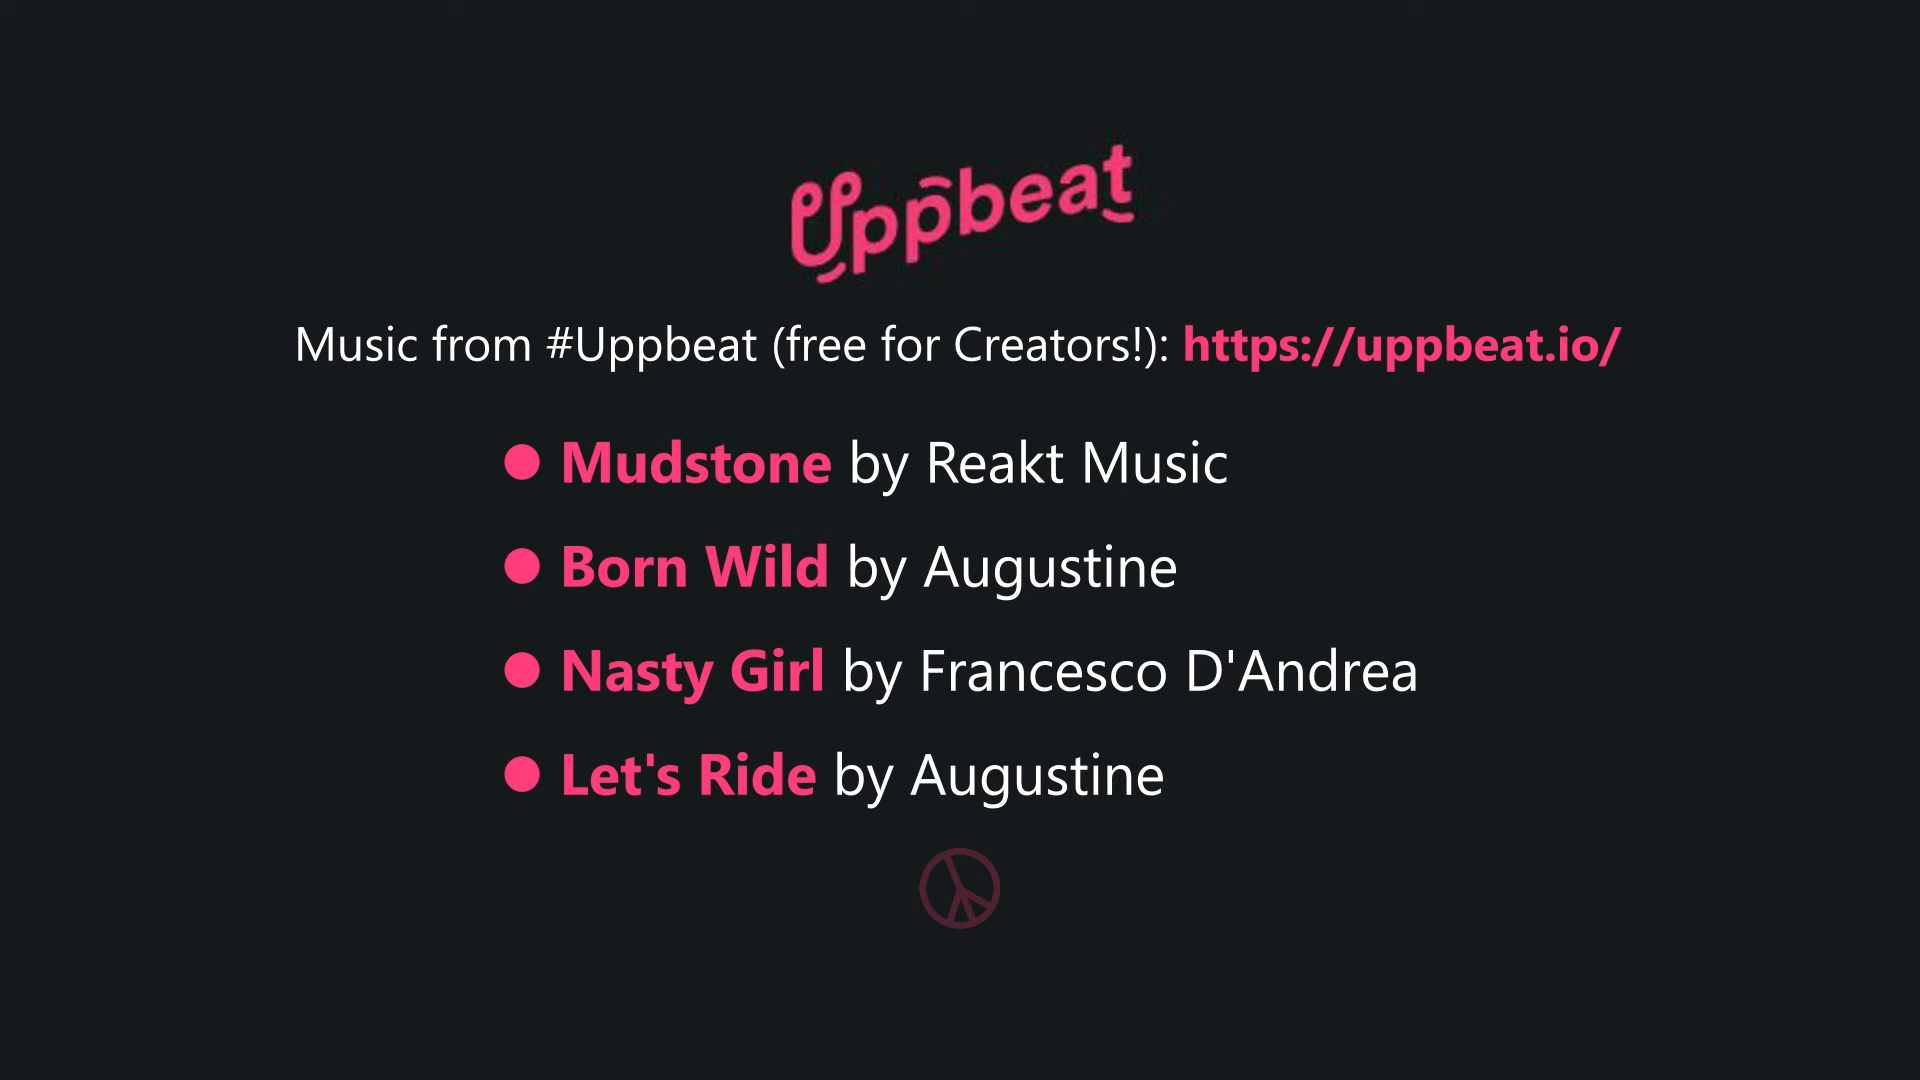 Uppbeat
Music from #Uppbeat (free for Creators!): https://uppbeat.io/
● Mudstone by Reakt Music
● Born Wild by Augustine
● Nasty Girl by Francesco D'Andrea
● Let's Ride by Augustine